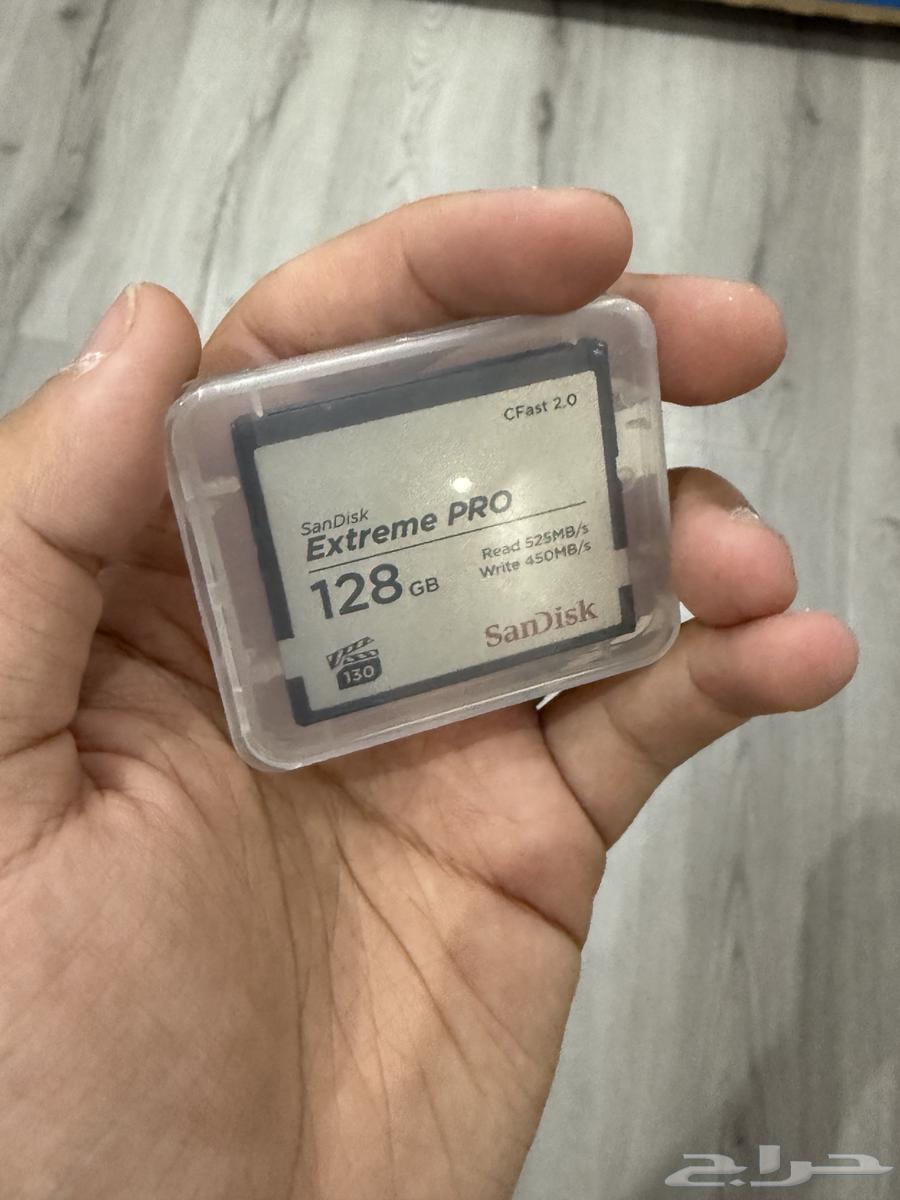 CFast 2.0
SanDisk
Extreme PRO
128 GB
Read 525MB/s
Write 450MB/s
SanDisk
130
حراج